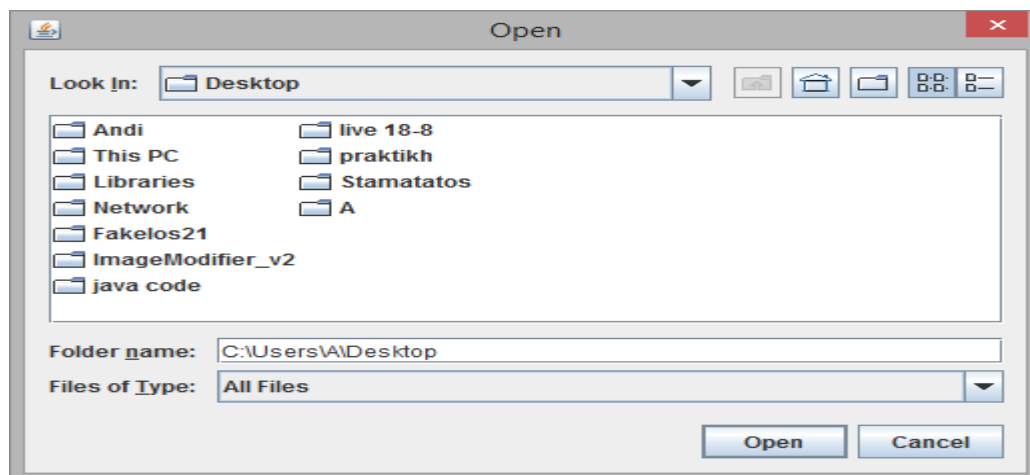 Open
Look In: Desktop
Andi
This PC
Libraries
Network
Fakelos21
ImageModifier_v2
java code
live 18-8
praktikh
Stamatatos
A
Folder name: C:\Users\A\Desktop
Files of Type: All Files
Open Cancel